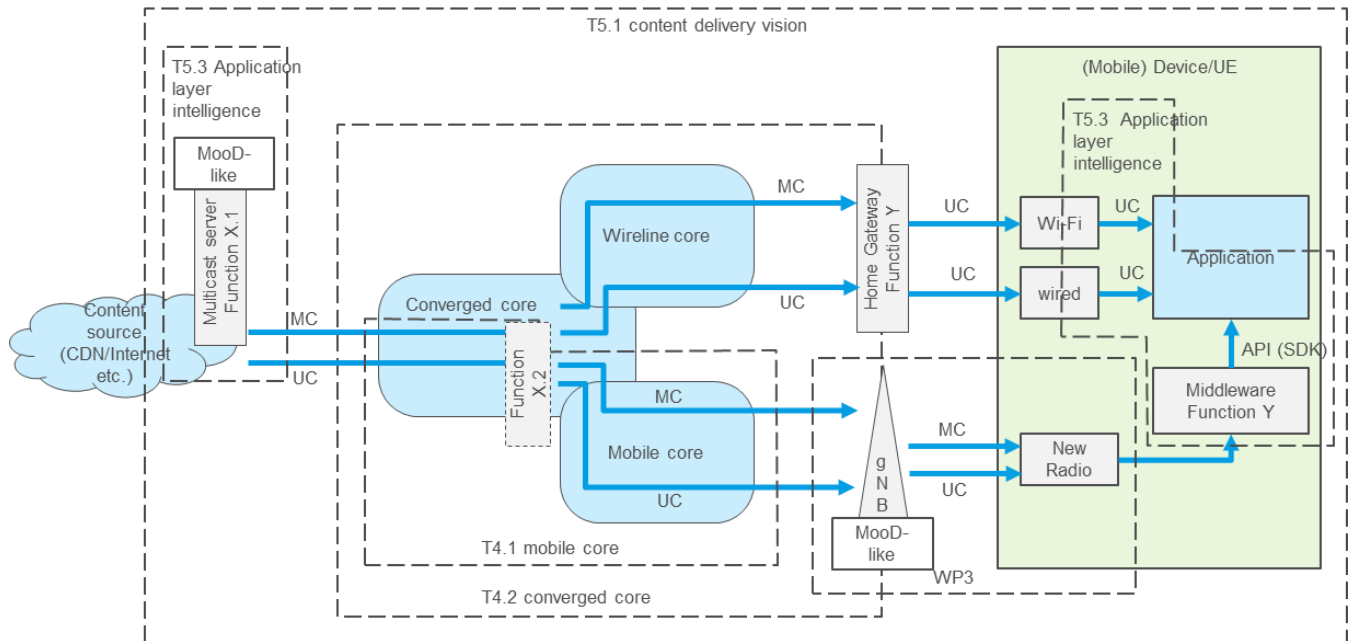 T5.1 content delivery vision
T5.3 Application
layer
intelligence
MooD-
like
Multicast server
Function X.1
Content
source
(CDN/Internet
etc.)
MC
UC
Converged core
Function
X.2
Wireline core
Mobile core
MC
UC
MC
UC
T4.1 mobile core
T4.2 converged core
Home Gateway
Function Y
g
N
B
MooD-
like
WP3
UC
UC
MC
UC
(Mobile) Device/UE
T5.3 Application
layer
intelligence
Wi-Fi
UC
wired
UC
Application
API (SDK)
Middleware
Function Y
New
Radio